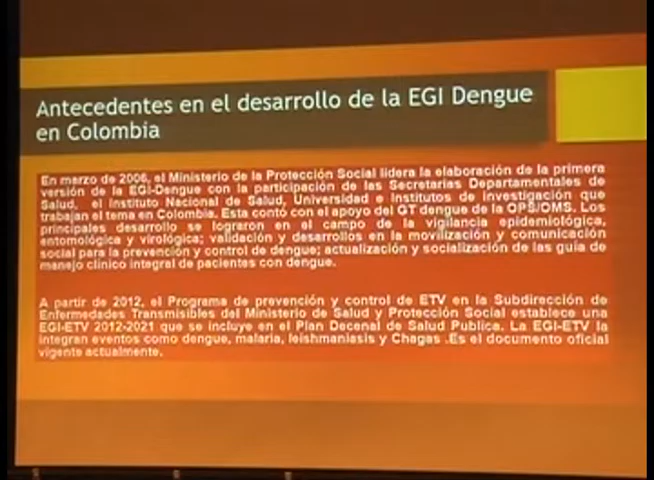 Antecedentes en el desarrollo de la EGI Dengue
en Colombia
En marzo de 2006, el Ministerio de la Protección Social lidera la elaboración de la primera
versión de la EGI-Dengue con la participación de las Secretarias Departamentales de
Salud, el Instituto Nacional de Salud, Universidad e Institutos de Investigación que
trabajan el tema en Colombia. Esta contó con el apoyo del GT dengue de la OPS/OMS. Los
principales desarrollo se lograron en el campo de la vigilancia epidemiológica,
entomológica y virológica; validación y desarrollos en la movilización y comunicación
social para la prevención y control de dengue; actualización y socialización de las guía de
manejo clínico integral de pacientes con dengue.
A partir de 2012, el Programa de prevención y control de ETV en la Subdirección de
Enfermedades Transmisibles del Ministerio de Salud y Protección Social establece una
EGI-ETV 2012-2021 que se incluye en el Plan Decenal de Salud Publica. La EGI-ETV la
integran eventos como dengue, malaria, leishmaniasis y Chagas .Es el documento oficial
vigente actualmente.